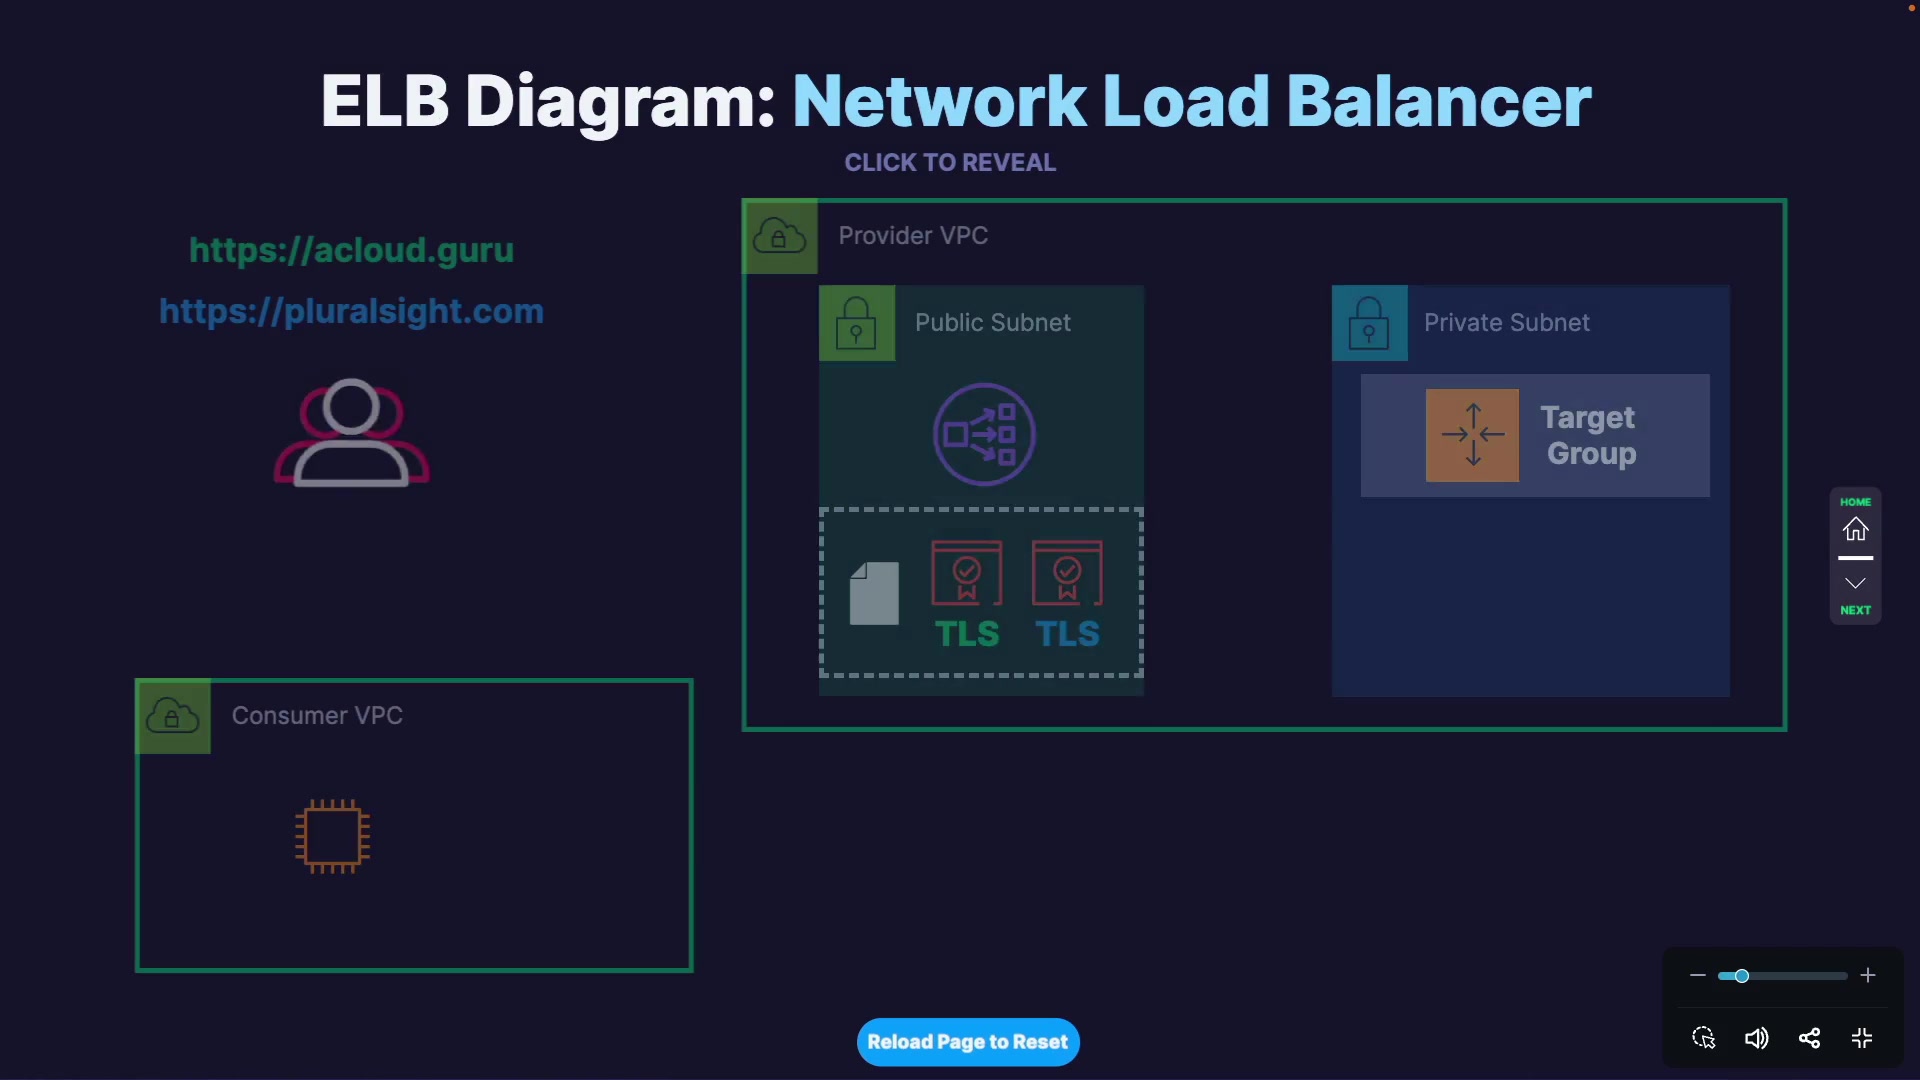 ELB Diagram: Network Load Balancer
CLICK TO REVEAL
https://acloud.guru
https://pluralsight.com
Provider VPC
Public Subnet
TLS
TLS
Private Subnet
Target
Group
Consumer VPC
HOME
NEXT
Reload Page to Reset